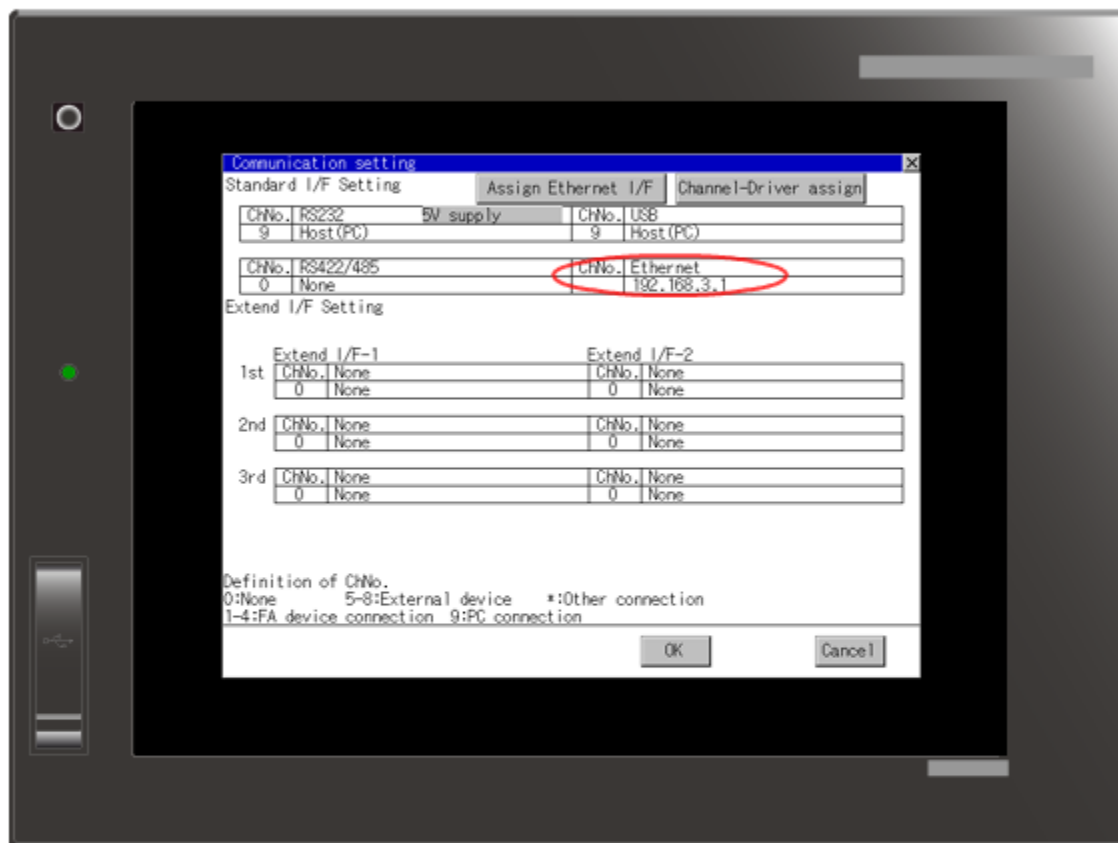 Communication setting
Standard I/F Setting Assign Ethernet I/F Channel-Driver assign
ChNo. RS232 5V supply ChNo. USB
9 Host(PC) 9 Host(PC)
ChNo. RS422/485 ChNo. Ethernet
0 None 192.168.3.1
Extend I/F Setting
Extend I/F-1 Extend I/F-2
1st ChNo. None ChNo. None
0 None 0 None
2nd ChNo. None ChNo. None
0 None 0 None
3rd ChNo. None ChNo. None
0 None 0 None
Definition of ChNo.
0:None 5-8:External device *:Other connection
1-4:FA device connection 9:PC connection
OK Cancel